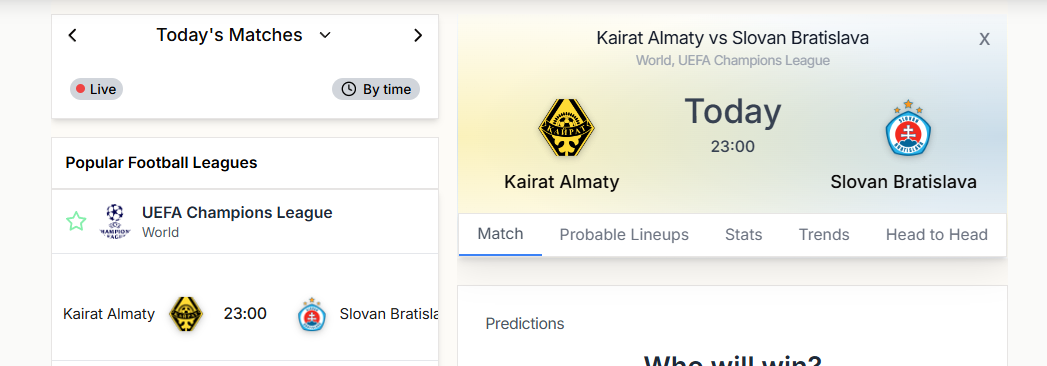 Today's Matches
Live
By time
Popular Football Leagues
UEFA Champions League
World
Kairat Almaty
КАЙРАТ
23:00
Slovan Bratisla
Kairat Almaty vs Slovan Bratislava
X
World, UEFA Champions League
КАЙРАТ
Today
23:00
Kairat Almaty
Slovan Bratislava
Match
Probable Lineups
Stats
Trends
Head to Head
Predictions
Who will win?